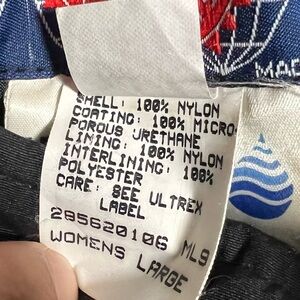 MAD
SHELL: 100% NYLON
COATING: 100% MICRO-
POROUS URETHANE
LINING: 100% NYLON
INTERLINING: 100%
POLYESTER
CARE: SEE ULTREX
LABEL
285620106 ML9
WOMENS LARGE